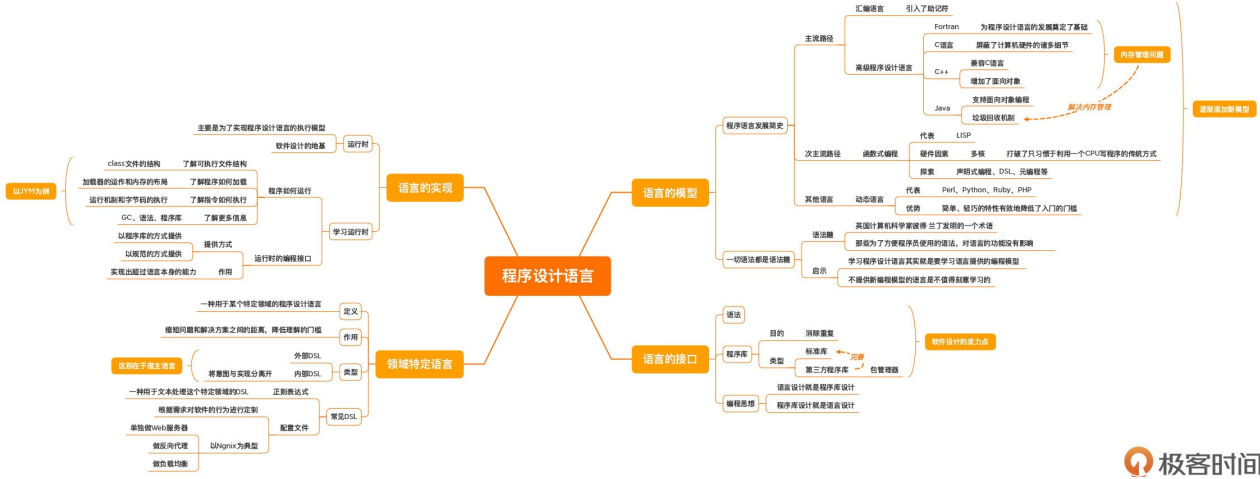 程序设计语言
语言的模型
程序语言发展简史
主流路径
汇编语言
引入了助记符
高级程序设计语言
Fortran
为程序设计语言的发展奠定了基础
C语言
屏蔽了计算机硬件的诸多细节
C++
兼容C语言
增加了面向对象
Java
支持面向对象编程
垃圾回收机制
内存管理问题
解决内存管理
逐渐添加新模型
次主流路径
函数式编程
代表
LISP
硬件因素
多核
打破了只习惯于利用一个CPU写程序的传统方式
探索
声明式编程、DSL、元编程等
其他语言
动态语言
代表
Perl、Python、Ruby、PHP
优势
简单、轻巧的特性有效地降低了入门的门槛
一切语法都是语法糖
语法糖
英国计算机科学家彼得·兰丁发明的一个术语
那些为了方便程序员使用的语法，对语言的功能没有影响
启示
学习程序设计语言其实就是要学习语言提供的编程模型
不提供新编程模型的语言是不值得刻意学习的
语言的接口
语法
程序库
目的
消除重复
类型
标准库
完善
第三方程序库
包管理器
软件设计的发力点
编程思想
语言设计就是程序库设计
程序库设计就是语言设计
语言的实现
运行时
主要是为了实现程序设计语言的执行模型
软件设计的地基
学习运行时
程序如何运行
class文件的结构
了解可执行文件结构
加载器的运作和内存的布局
了解程序如何加载
运行机制和字节码的执行
了解指令如何执行
GC、语法、程序库
了解更多信息
以JVM为例
运行时的编程接口
提供方式
以程序库的方式提供
以规范的方式提供
作用
实现出超过语言本身的能力
领域特定语言
定义
一种用于某个特定领域的程序设计语言
作用
缩短问题和解决方案之间的距离，降低理解的门槛
类型
外部DSL
内部DSL
将意图与实现分离开
区别在于宿主语言
常见DSL
正则表达式
一种用于文本处理这个特定领域的DSL
配置文件
根据需求对软件的行为进行定制
以Ngnix为典型
单独做Web服务器
做反向代理
做负载均衡
极客时间